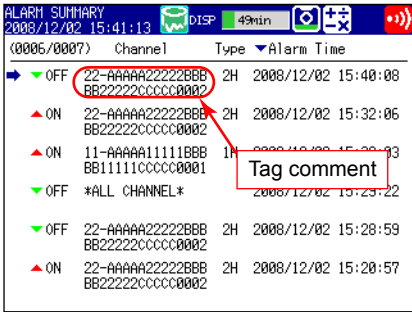 ALARM SUMMARY
2008/12/02 15:41:13 DISP 49min
(0006/0007) Channel Type ▼Alarm Time
▼OFF 22-AAAAA22222BBB 2H 2008/12/02 15:40:08
BB22222CCCCC0002
▲ON 22-AAAAA22222BBB 2H 2008/12/02 15:32:06
BB22222CCCCC0002
▲ON 11-AAAAA11111BBB
BB11111CCCCC0001
Tag comment
▼OFF *ALL CHANNEL* 2008/12/02 15:29:22
▼OFF 22-AAAAA22222BBB 2H 2008/12/02 15:28:59
BB22222CCCCC0002
▲ON 22-AAAAA22222BBB 2H 2008/12/02 15:20:57
BB22222CCCCC0002